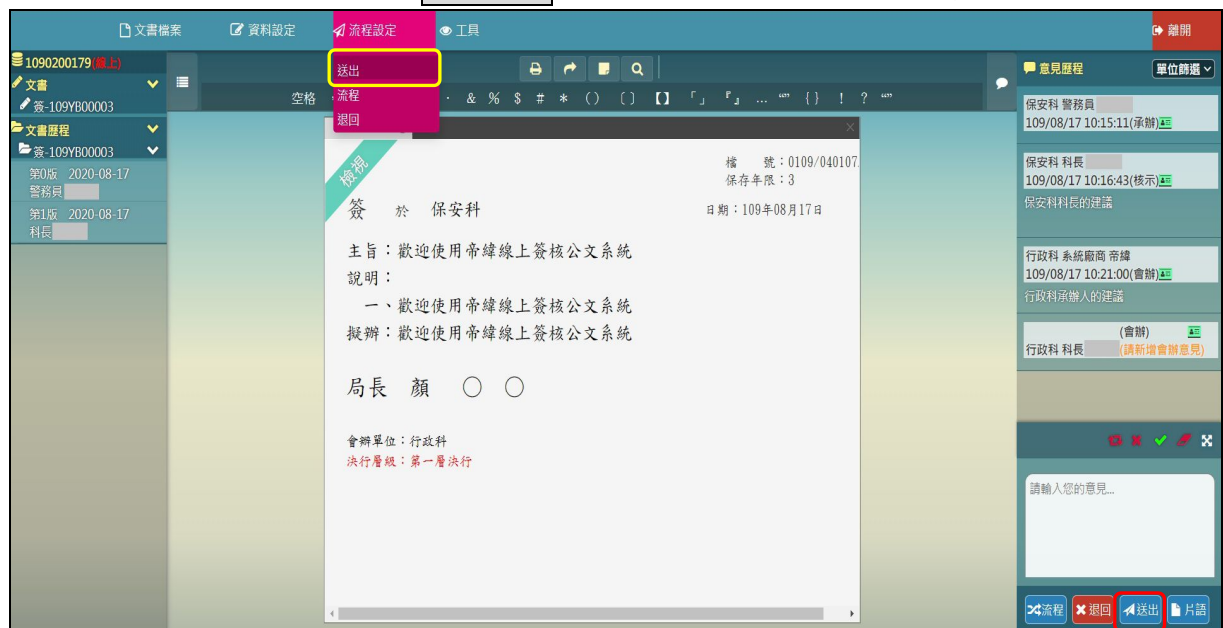 文書檔案 資料設定 流程設定 工具 離開
送出
流程
退回
1090200179(線上)
文書
簽-109YB00003
文書歷程
簽-109YB00003
第0版 2020-08-17
警務員
第1版 2020-08-17
科長
空格 · & % $ # * () 〔〕 【】 「」 『』 … “” {} ! ? “”
檢視
檔 號：0109/040107
保存年限：3
簽 於 保安科 日期：109年08月17日
主旨：歡迎使用帝緯線上簽核公文系統
說明：
一、歡迎使用帝緯線上簽核公文系統
擬辦：歡迎使用帝緯線上簽核公文系統
局長 顏 ○ ○
會辦單位：行政科
決行層級：第一層決行
意見歷程 單位篩選
保安科 警務員
109/08/17 10:15:11(承辦)
保安科 科長
109/08/17 10:16:43(核示)
保安科科長的建議
行政科 系統廠商 帝緯
109/08/17 10:21:00(會辦)
行政科承辦人的建議
(會辦)
行政科 科長 (請新增會辦意見)
請輸入您的意見...
流程 退回 送出 片語